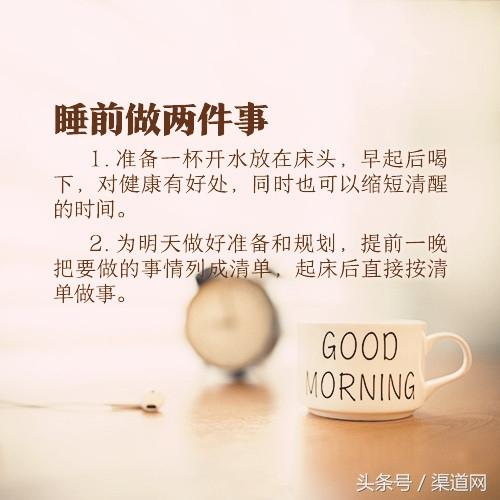 睡前做两件事
1. 准备一杯开水放在床头，早起后喝
下，对健康有好处，同时也可以缩短清醒
的时间。
2. 为明天做好准备和规划，提前一晚
把要做的事情列成清单，起床后直接按清
单做事。
GOOD
MORNING
头条号／渠道网